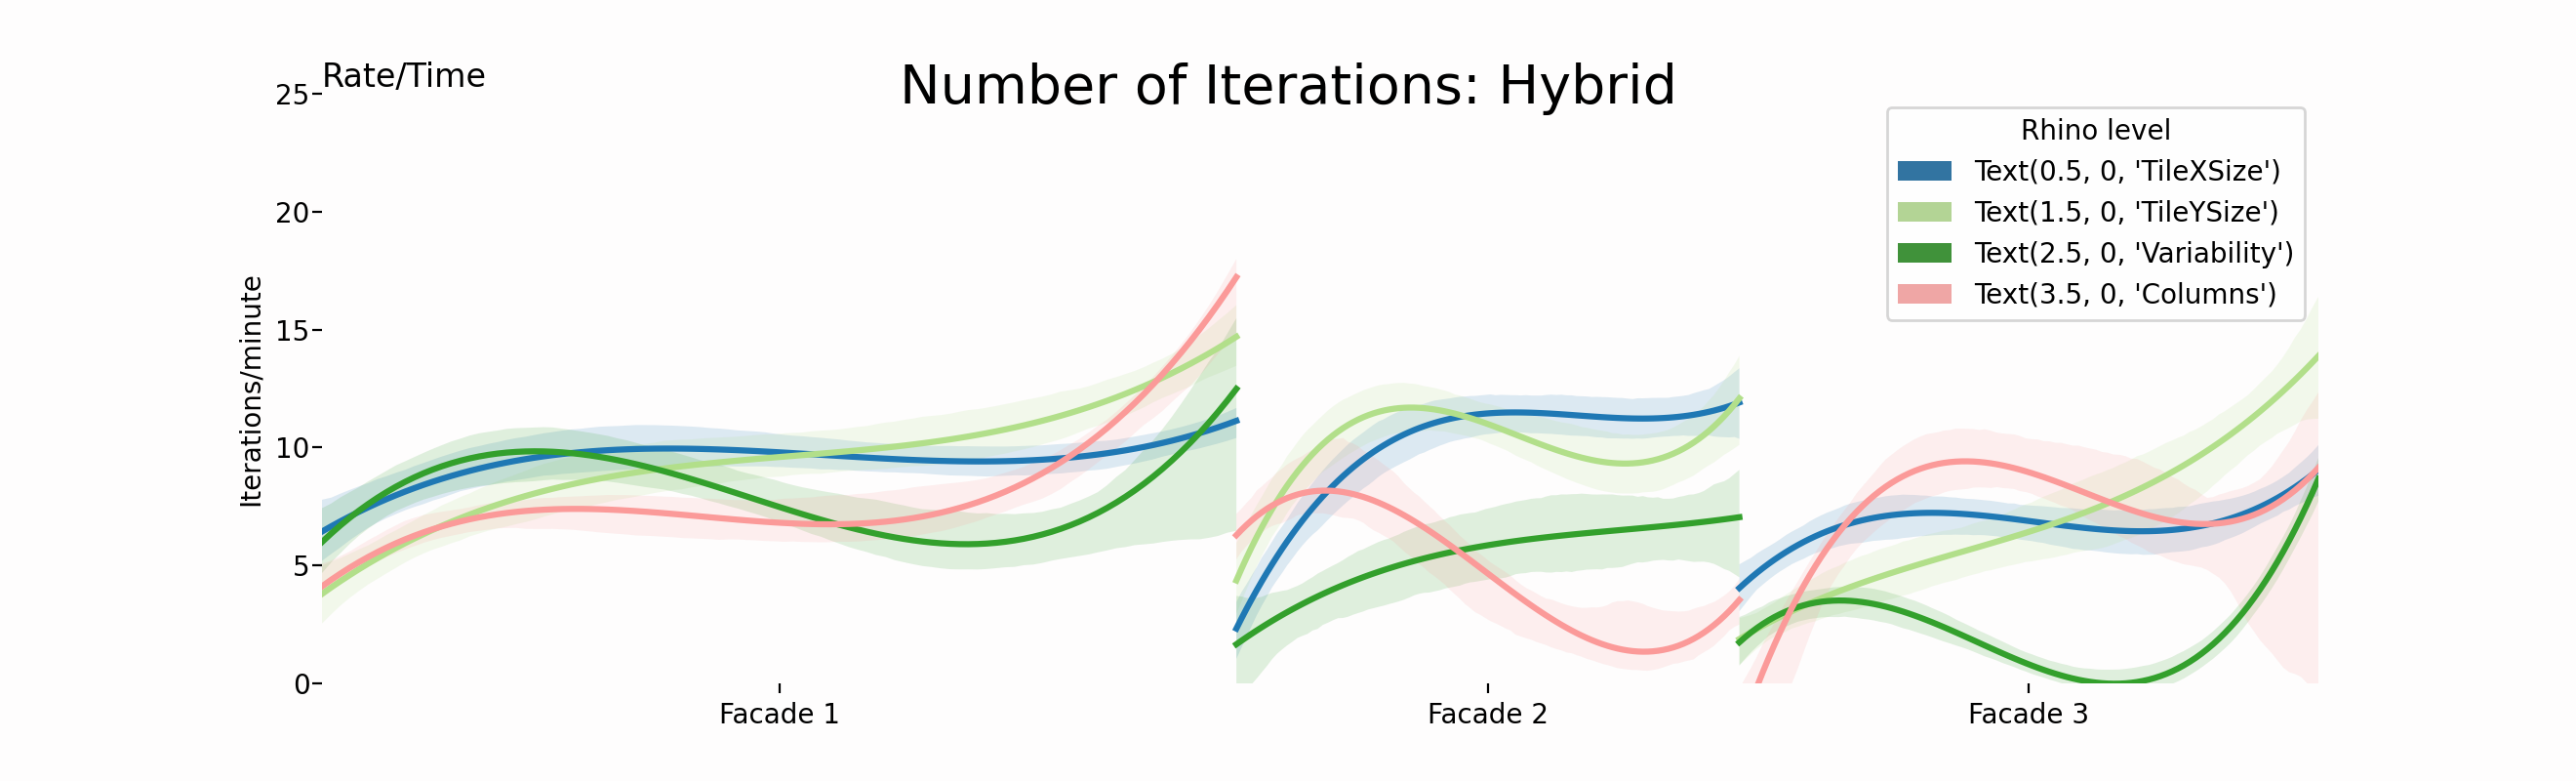 Rate/Time
Number of Iterations: Hybrid
25
20
15
10
5
0
Iterations/minute
Rhino level
Text(0.5, 0, 'TileXSize')
Text(1.5, 0, 'TileYSize')
Text(2.5, 0, 'Variability')
Text(3.5, 0, 'Columns')
Facade 1
Facade 2
Facade 3